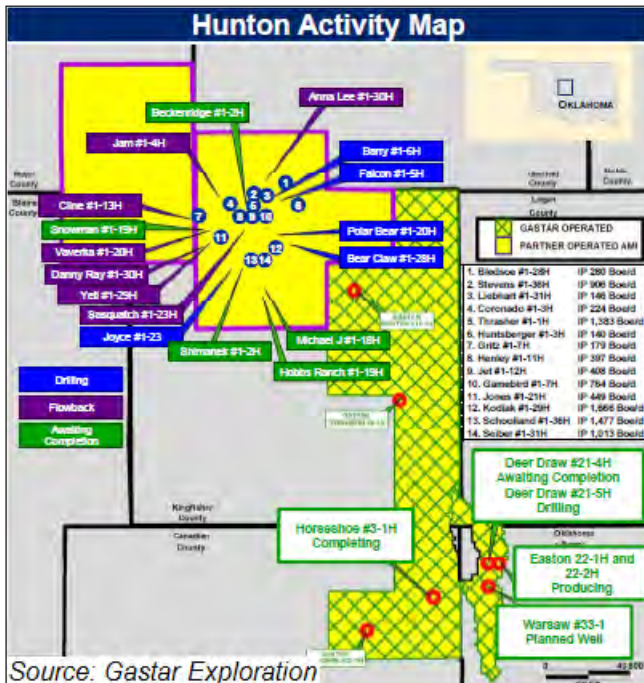 Hunton Activity Map
Anna Lee #1-30H
Beckenridge #1-2H
OKLAHOMA
Jam #1-4H
Barry #1-6H
Falcon #1-5H
County
Blaine
County
Logan
County
Cline #1-13H
Snowman #1-19H
Vaverka #1-20H
Danny Ray #1-30H
Yeti #1-29H
Sasquatch #1-23H
Joyce #1-23
Polar Bear #1-20H
Bear Claw #1-28H
GASTAR OPERATED
PARTNER OPERATED AMI
Shimanek #1-2H
Michael J #1-18H
Hobbs Ranch #1-19H
1. Bledsoe #1-28H IP 280 Boe/d
2. Stevens #1-36H IP 906 Boe/d
3. Liebhart #1-31H IP 146 Boe/d
4. Coronado #1-3H IP 224 Boe/d
5. Thrasher #1-1H IP 1,383 Boe/d
6. Huntsberger #1-3H IP 140 Boe/d
7. Gritz #1-7H IP 179 Boe/d
8. Henley #1-11H IP 397 Boe/d
9. Jet #1-12H IP 408 Boe/d
10. Gamebird #1-7H IP 764 Boe/d
11. Jones #1-21H IP 449 Boe/d
12. Kodiak #1-29H IP 1,666 Boe/d
13. Schoolland #1-36H IP 1,477 Boe/d
14. Seiber #1-31H IP 1,013 Boe/d
Drilling
Flowback
Awaiting
Completion
Kingfisher
County
Canadian
County
Oklahoma
Deer Draw #21-4H
Awaiting Completion
Deer Draw #21-5H
Drilling
Horseshoe #3-1H
Completing
Easton 22-1H and
22-2H
Producing
Warsaw #33-1
Planned Well
Source: Gastar Exploration
0